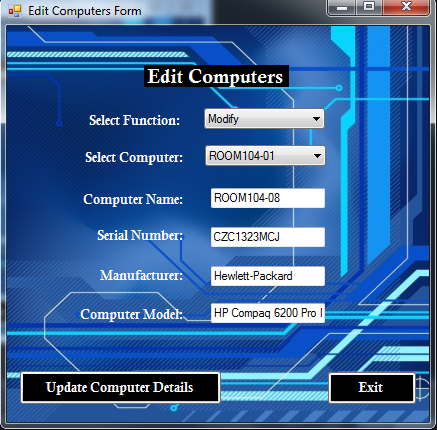 Edit Computers Form
Edit Computers
Select Function: Modify
Select Computer: ROOM104-01
Computer Name: ROOM104-08
Serial Number: CZC1323MCJ
Manufacturer: Hewlett-Packard
Computer Model: HP Compaq 6200 Pro
Update Computer Details Exit